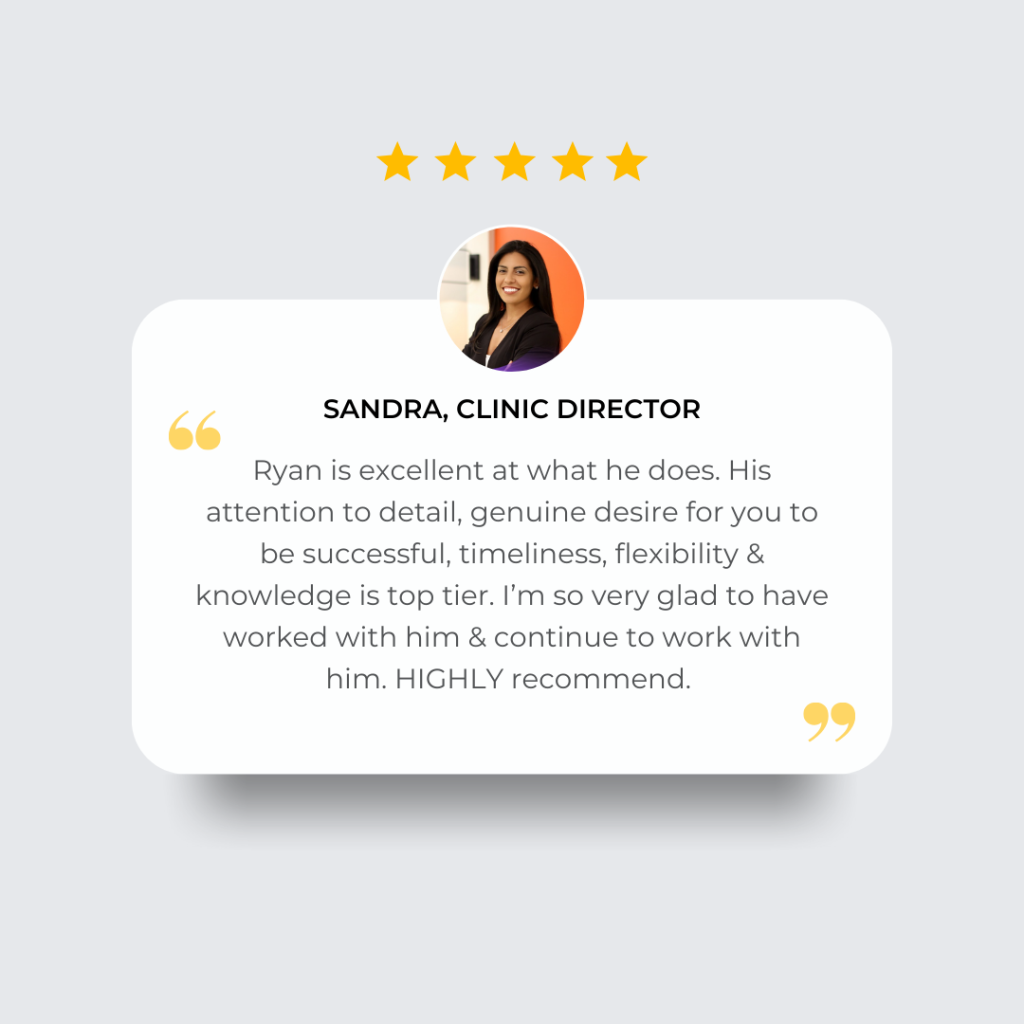 SANDRA, CLINIC DIRECTOR
“
Ryan is excellent at what he does. His
attention to detail, genuine desire for you to
be successful, timeliness, flexibility &
knowledge is top tier. I’m so very glad to have
worked with him & continue to work with
him. HIGHLY recommend.
”